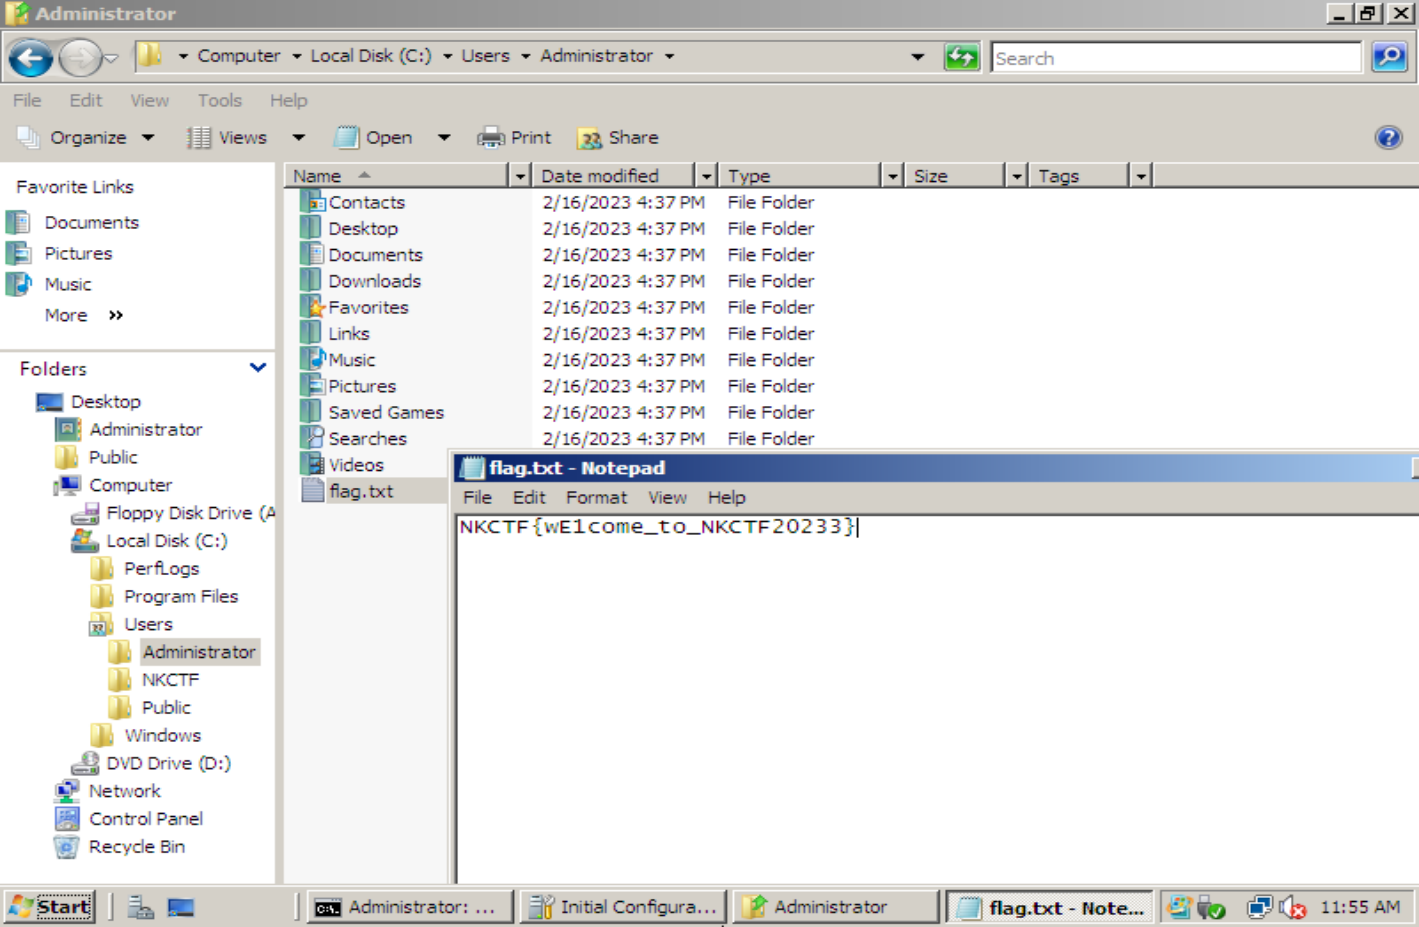 Administrator
Computer Local Disk (C:) Users Administrator
Search
File Edit View Tools Help
Organize Views Open Print Share
Favorite Links
Documents
Pictures
Music
More »
Folders
Desktop
Administrator
Public
Computer
Floppy Disk Drive (A
Local Disk (C:)
PerfLogs
Program Files
Users
Administrator
NKCTF
Public
Windows
DVD Drive (D:)
Network
Control Panel
Recycle Bin
Name Date modified Type Size Tags
Contacts 2/16/2023 4:37 PM File Folder
Desktop 2/16/2023 4:37 PM File Folder
Documents 2/16/2023 4:37 PM File Folder
Downloads 2/16/2023 4:37 PM File Folder
Favorites 2/16/2023 4:37 PM File Folder
Links 2/16/2023 4:37 PM File Folder
Music 2/16/2023 4:37 PM File Folder
Pictures 2/16/2023 4:37 PM File Folder
Saved Games 2/16/2023 4:37 PM File Folder
Searches 2/16/2023 4:37 PM File Folder
Videos
flag.txt
flag.txt - Notepad
File Edit Format View Help
NKCTF{wE1come_to_NKCTF20233}
Start Administrator: ... Initial Configura... Administrator flag.txt - Note... 11:55 AM